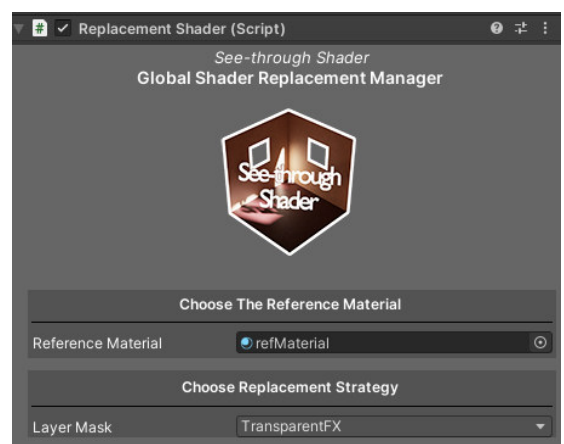 # Replacement Shader (Script)
See-through Shader
Global Shader Replacement Manager
See-through
Shader
Choose The Reference Material
Reference Material refMaterial
Choose Replacement Strategy
Layer Mask TransparentFX